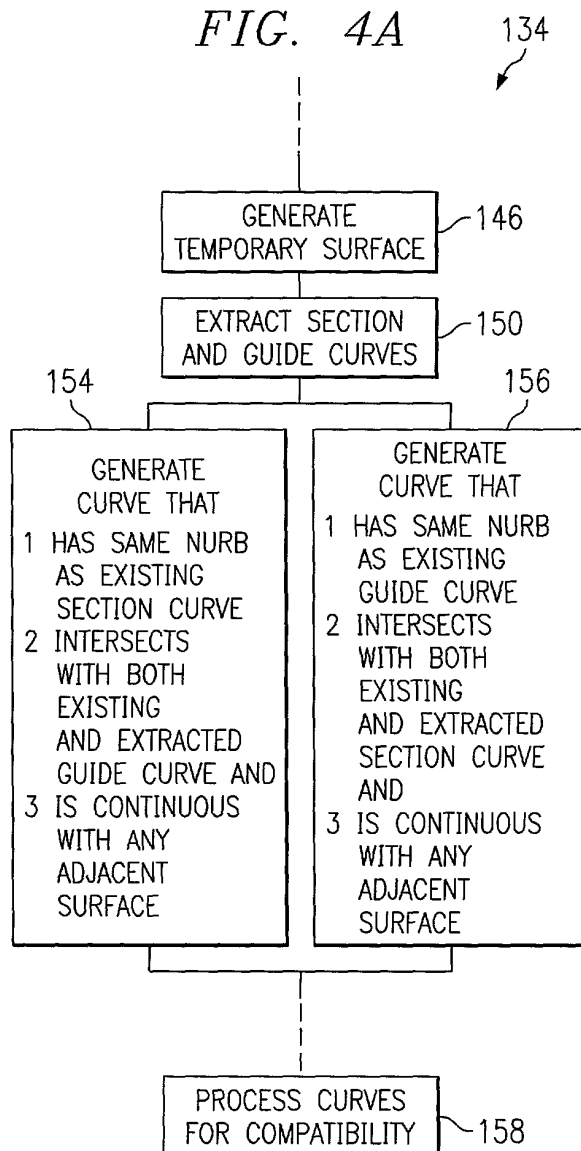 FIG. 4A
134
GENERATE
TEMPORARY SURFACE
146
EXTRACT SECTION
AND GUIDE CURVES
150
154
GENERATE
CURVE THAT
1 HAS SAME NURB
AS EXISTING
SECTION CURVE
2 INTERSECTS
WITH BOTH
EXISTING
AND EXTRACTED
GUIDE CURVE AND
3 IS CONTINUOUS
WITH ANY
ADJACENT
SURFACE
156
GENERATE
CURVE THAT
1 HAS SAME NURB
AS EXISTING
GUIDE CURVE
2 INTERSECTS
WITH BOTH
EXISTING
AND EXTRACTED
SECTION CURVE
AND
3 IS CONTINUOUS
WITH ANY
ADJACENT
SURFACE
PROCESS CURVES
FOR COMPATIBILITY
158